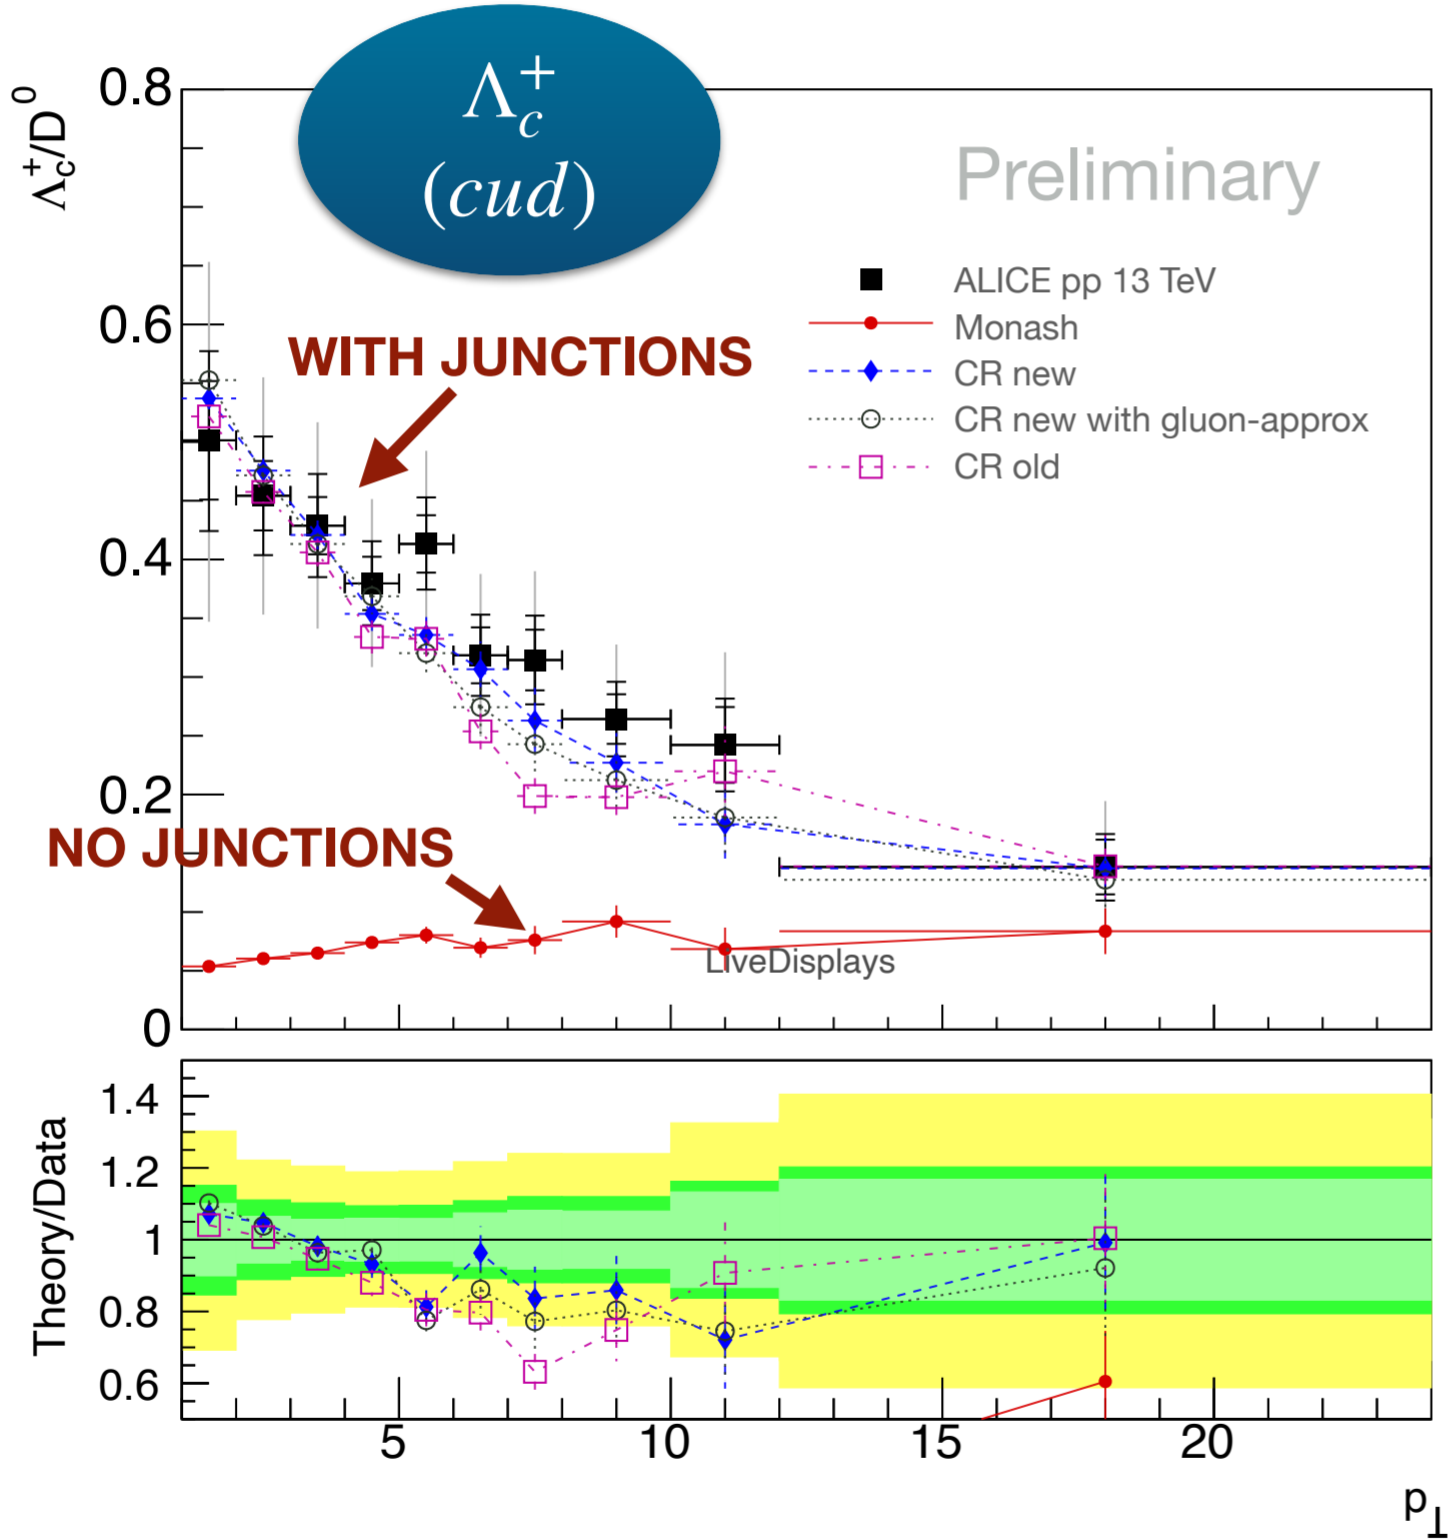 Λc+
(cud)
Λc+/D0
Preliminary
0.8
0.6
0.4
0.2
0
ALICE pp 13 TeV
Monash
CR new
CR new with gluon-approx
CR old
WITH JUNCTIONS
NO JUNCTIONS
LiveDisplays
Theory/Data
1.4
1.2
1
0.8
0.6
5
10
15
20
p⊥